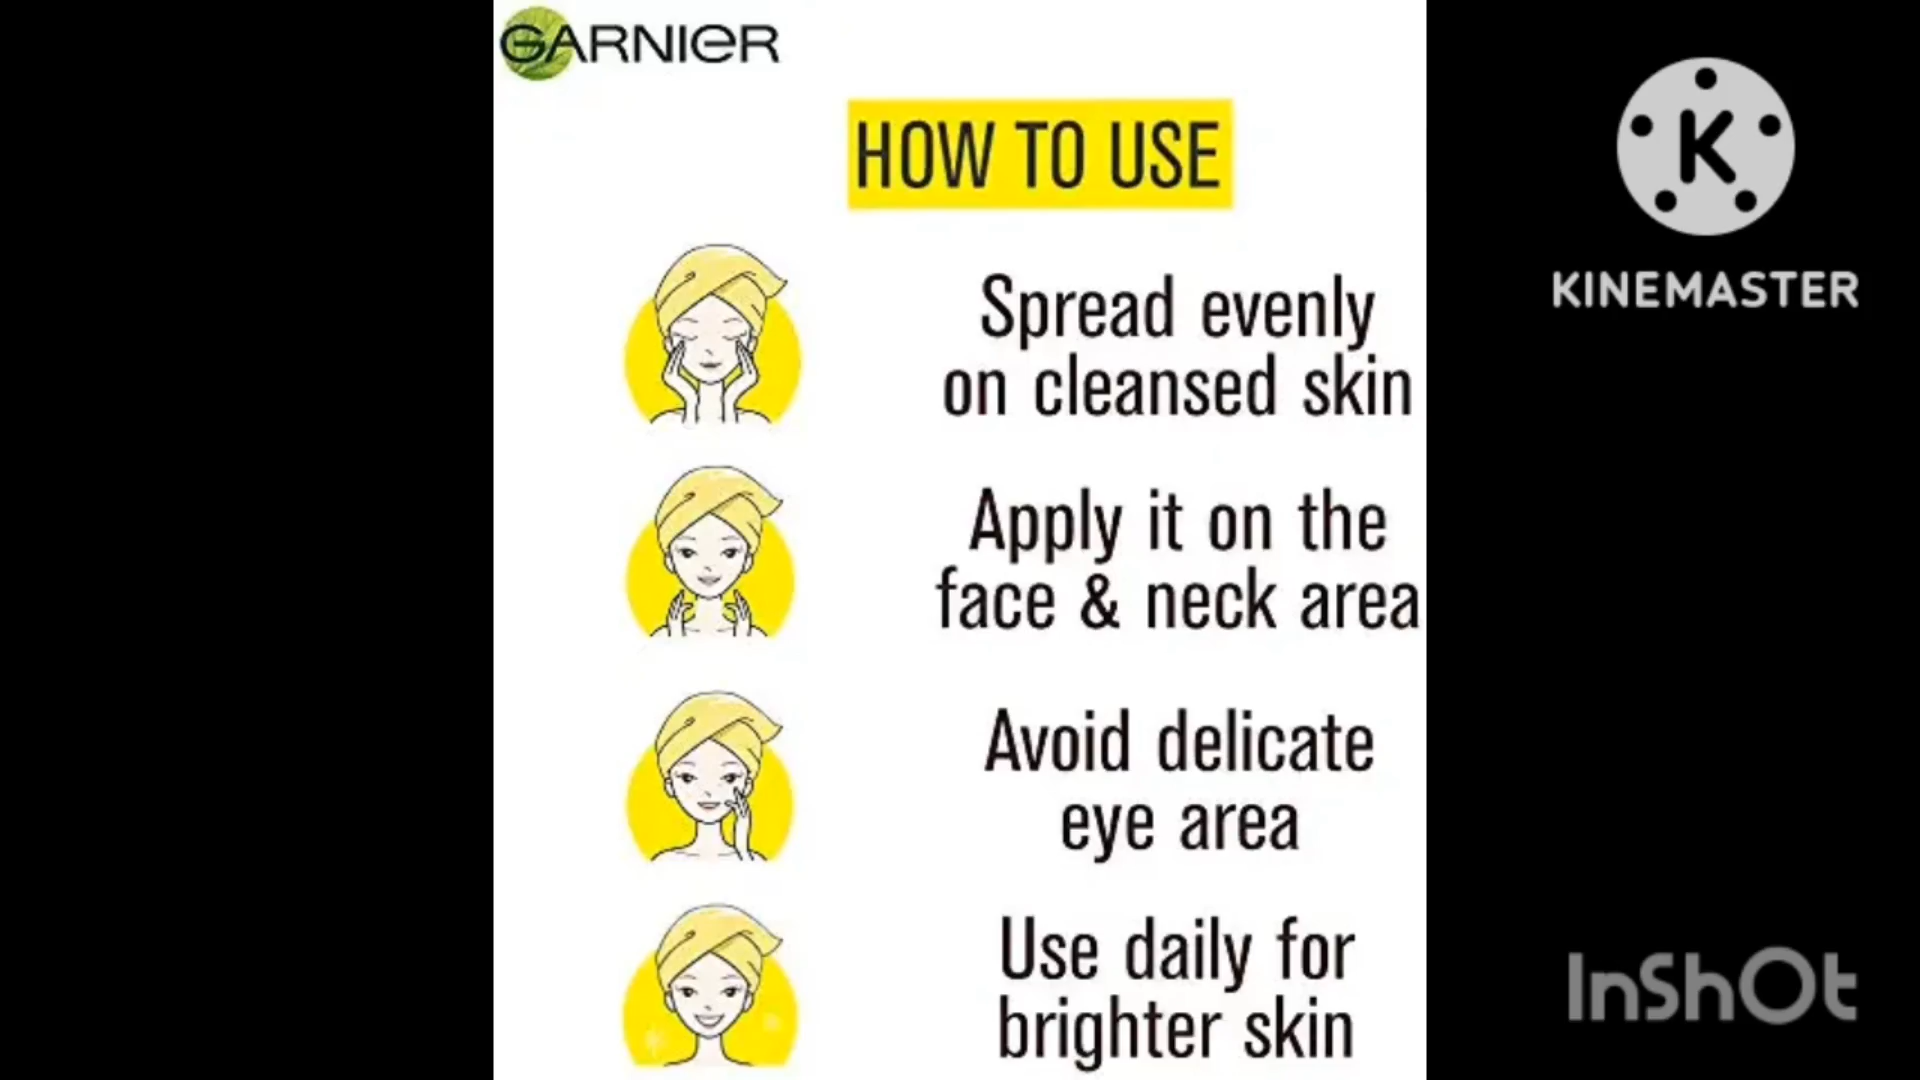 GARNIER
HOW TO USE
Spread evenly
on cleansed skin
Apply it on the
face & neck area
Avoid delicate
eye area
Use daily for
brighter skin
K
KINEMASTER
InShOt